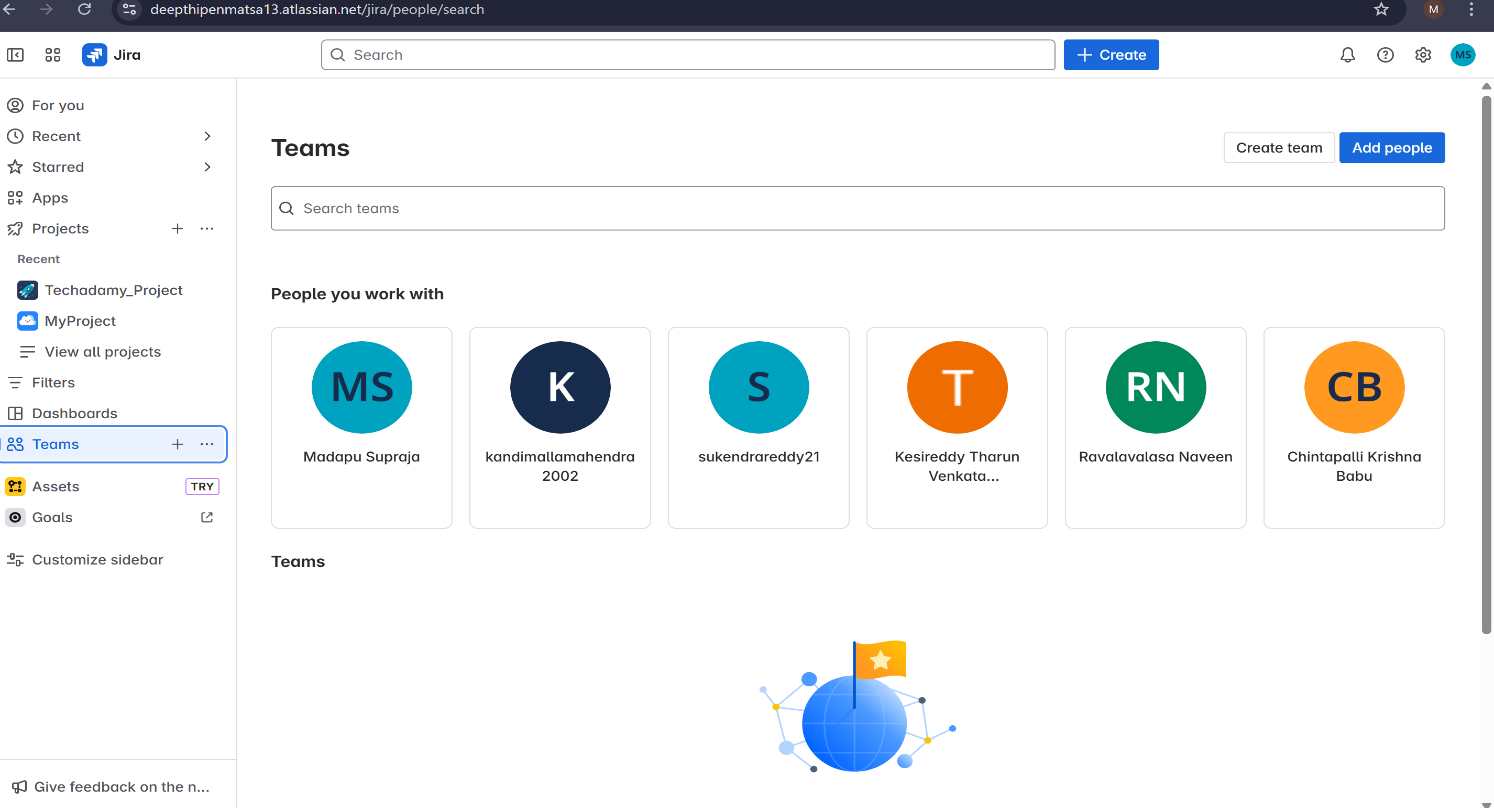 deepthipenmatsa13.atlassian.net/jira/people/search
M
Jira
Search
Create
MS
For you
Recent
Starred
Apps
Projects
Recent
Techadamy_Project
MyProject
View all projects
Filters
Dashboards
Teams
Assets
TRY
Goals
Customize sidebar
Give feedback on the n...
Teams
Create team
Add people
Search teams
People you work with
MS
Madapu Supraja
K
kandimallamahendra
2002
S
sukendrareddy21
T
Kesireddy Tharun
Venkata...
RN
Ravalavalasa Naveen
CB
Chintapalli Krishna
Babu
Teams